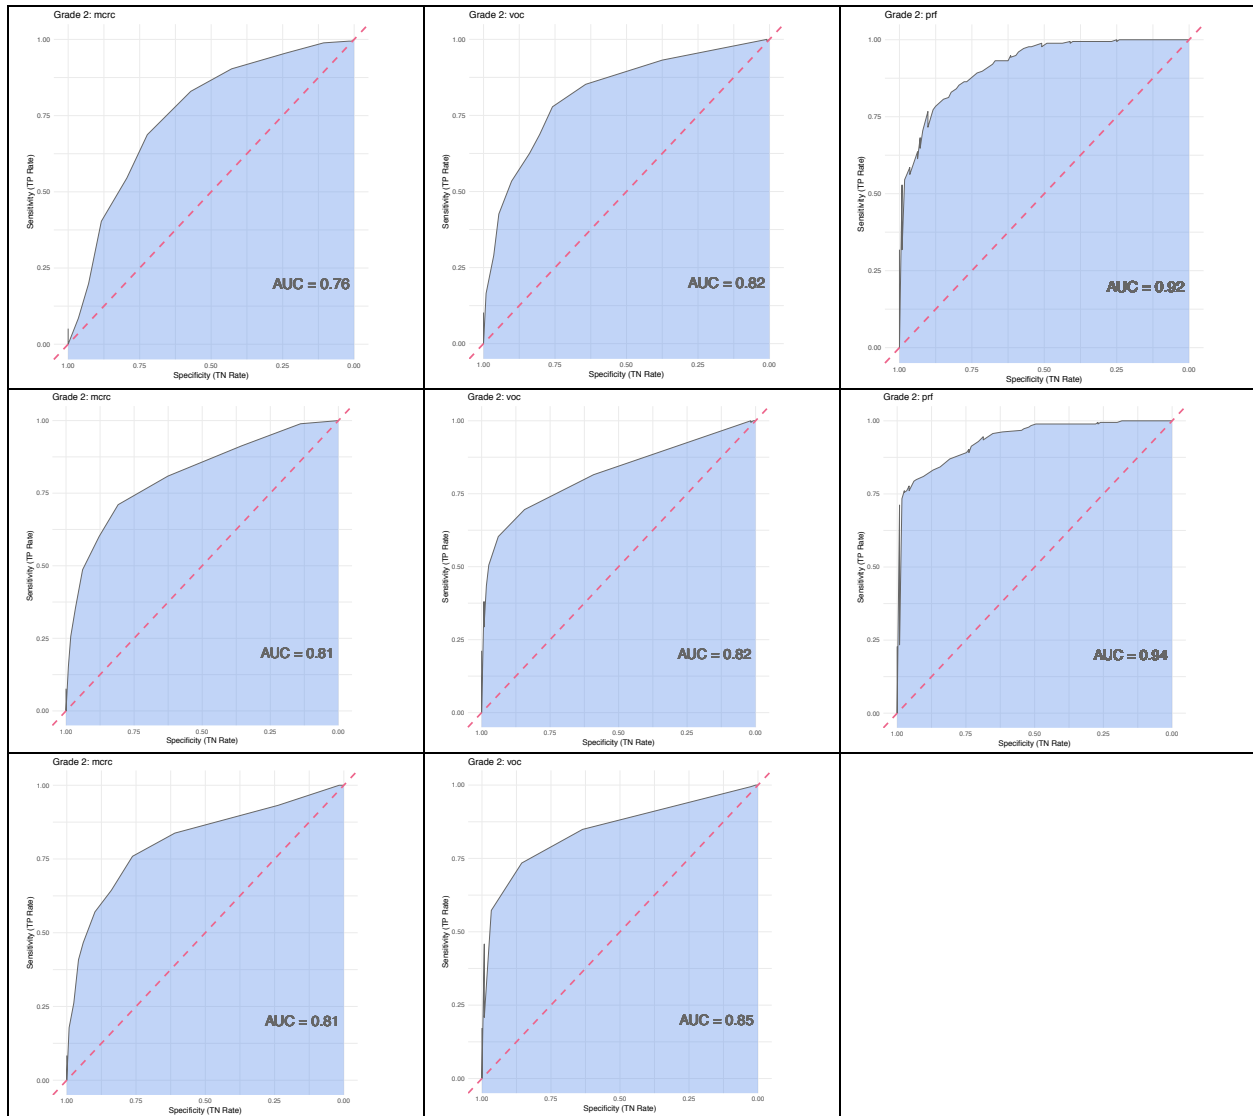 Grade 2: mcrc
1.00
0.75
0.50
0.25
0.00
Sensitivity (TP Rate)
AUC = 0.76
1.00
0.75
0.50
0.25
0.00
Specificity (TN Rate)
Grade 2: voc
1.00
0.75
0.50
0.25
0.00
Sensitivity (TP Rate)
AUC = 0.82
1.00
0.75
0.50
0.25
0.00
Specificity (TN Rate)
Grade 2: prf
1.00
0.75
0.50
0.25
0.00
Sensitivity (TP Rate)
AUC = 0.92
1.00
0.75
0.50
0.25
0.00
Specificity (TN Rate)
Grade 2: mcrc
1.00
0.75
0.50
0.25
0.00
Sensitivity (TP Rate)
AUC = 0.81
1.00
0.75
0.50
0.25
0.00
Specificity (TN Rate)
Grade 2: voc
1.00
0.75
0.50
0.25
0.00
Sensitivity (TP Rate)
AUC = 0.82
1.00
0.75
0.50
0.25
0.00
Specificity (TN Rate)
Grade 2: prf
1.00
0.75
0.50
0.25
0.00
Sensitivity (TP Rate)
AUC = 0.94
1.00
0.75
0.50
0.25
0.00
Specificity (TN Rate)
Grade 2: mcrc
1.00
0.75
0.50
0.25
0.00
Sensitivity (TP Rate)
AUC = 0.81
1.00
0.75
0.50
0.25
0.00
Specificity (TN Rate)
Grade 2: voc
1.00
0.75
0.50
0.25
0.00
Sensitivity (TP Rate)
AUC = 0.85
1.00
0.75
0.50
0.25
0.00
Specificity (TN Rate)